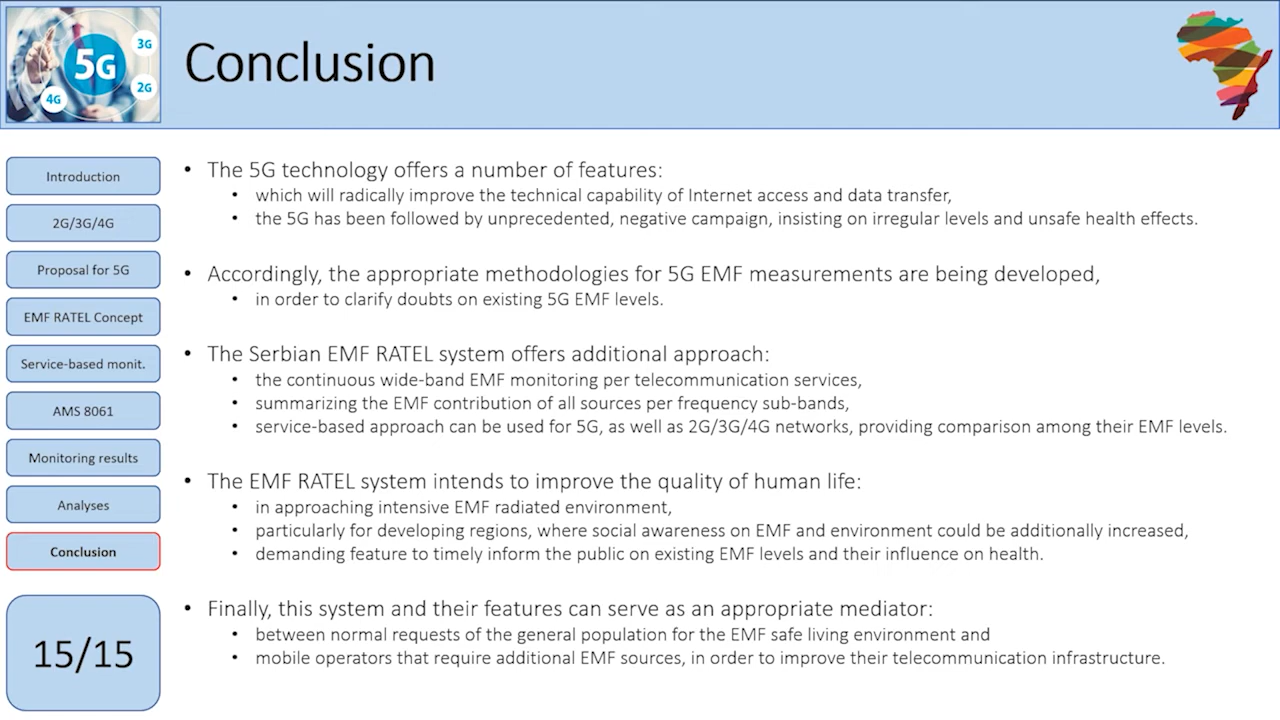 5G
3G
2G
4G
Conclusion
Introduction
2G/3G/4G
Proposal for 5G
EMF RATEL Concept
Service-based monit.
AMS 8061
Monitoring results
Analyses
Conclusion
15/15
• The 5G technology offers a number of features:
• which will radically improve the technical capability of Internet access and data transfer,
• the 5G has been followed by unprecedented, negative campaign, insisting on irregular levels and unsafe health effects.
• Accordingly, the appropriate methodologies for 5G EMF measurements are being developed,
• in order to clarify doubts on existing 5G EMF levels.
• The Serbian EMF RATEL system offers additional approach:
• the continuous wide-band EMF monitoring per telecommunication services,
• summarizing the EMF contribution of all sources per frequency sub-bands,
• service-based approach can be used for 5G, as well as 2G/3G/4G networks, providing comparison among their EMF levels.
• The EMF RATEL system intends to improve the quality of human life:
• in approaching intensive EMF radiated environment,
• particularly for developing regions, where social awareness on EMF and environment could be additionally increased,
• demanding feature to timely inform the public on existing EMF levels and their influence on health.
• Finally, this system and their features can serve as an appropriate mediator:
• between normal requests of the general population for the EMF safe living environment and
• mobile operators that require additional EMF sources, in order to improve their telecommunication infrastructure.